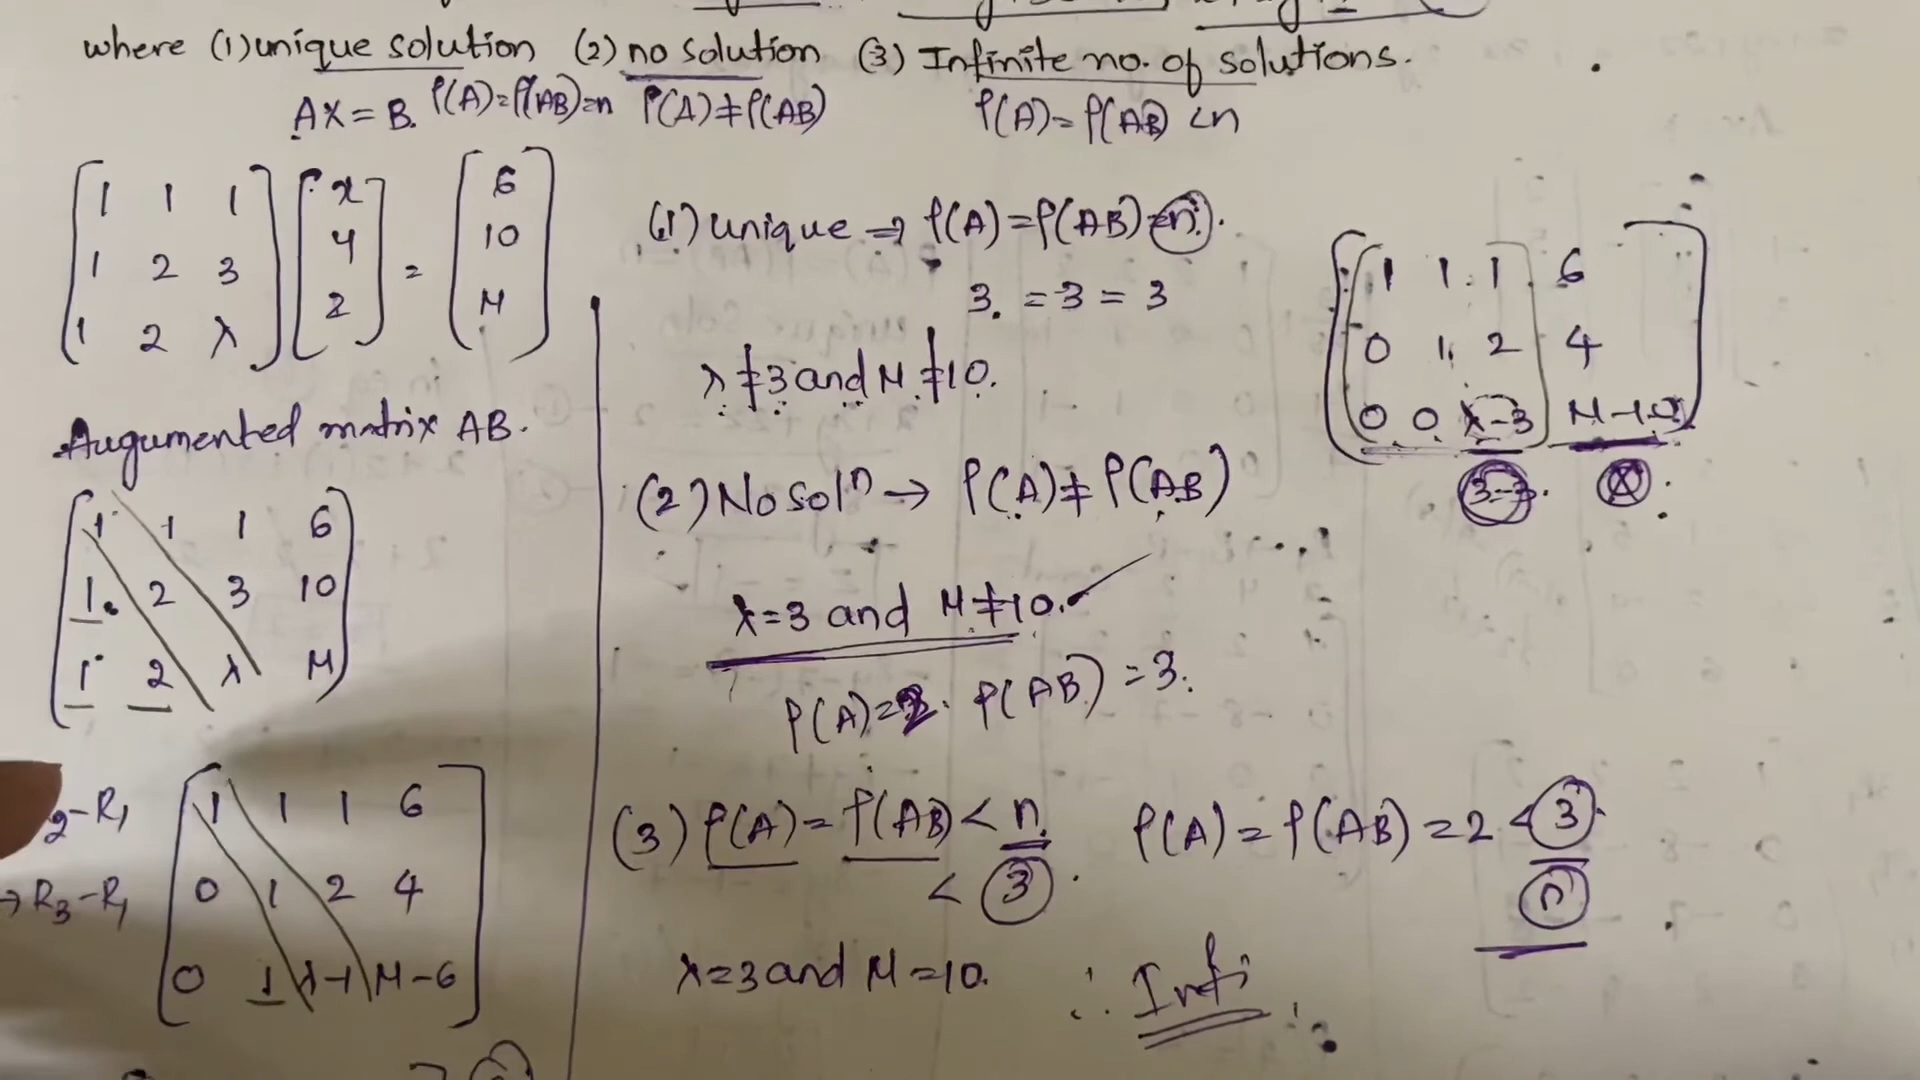 where (1) unique solution (2) no solution (3) Infinite no. of solutions.
AX = B. ρ(A) = ρ(AB) = n ρ(A) ≠ ρ(AB) ρ(A) = ρ(AB) < n
1 1 1 x 6
1 2 3 y = 10
1 2 λ z M
Augumented matrix AB.
1 1 1 6
1. 2 3 10
1 2 λ M
2-R1 1 1 1 6
→ R3-R1 0 1 2 4
0 1 λ-1 M-6
(1) unique ⇒ ρ(A) = ρ(AB) = n.
3. = 3 = 3
λ ≠ 3 and M ≠ 10.
(2) No solⁿ → ρ(A) ≠ ρ(AB)
λ = 3 and M ≠ 10.
ρ(A) = 2. ρ(AB) = 3.
(3) ρ(A) = ρ(AB) < n. ρ(A) = ρ(AB) = 2 < 3
< 3. n
λ = 3 and M = 10. ∴ Infi
1 1 1 6
0 1 2 4
0 0 λ-3 M-10
3-3.